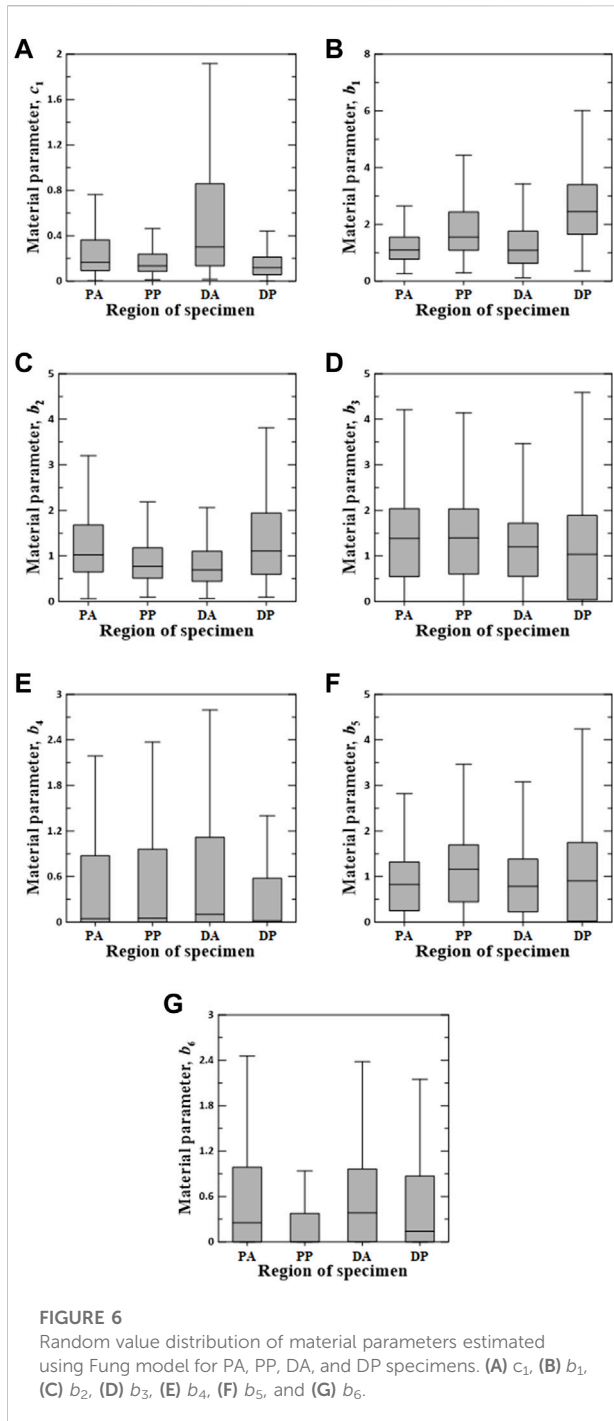 A
2
1.6
1.2
0.8
0.4
0
Material parameter, c₁
PA PP DA DP
Region of specimen
B
8
6
4
2
0
Material parameter, b₁
PA PP DA DP
Region of specimen
C
5
4
3
2
1
0
Material parameter, b₂
PA PP DA DP
Region of specimen
D
5
4
3
2
1
0
Material parameter, b₃
PA PP DA DP
Region of specimen
E
3
2.4
1.8
1.2
0.6
0
Material parameter, b₄
PA PP DA DP
Region of specimen
F
5
4
3
2
1
0
Material parameter, b₅
PA PP DA DP
Region of specimen
G
3
2.4
1.8
1.2
0.6
0
Material parameter, b₆
PA PP DA DP
Region of specimen
FIGURE 6
Random value distribution of material parameters estimated
using Fung model for PA, PP, DA, and DP specimens. (A) c₁, (B) b₁,
(C) b₂, (D) b₃, (E) b₄, (F) b₅, and (G) b₆.